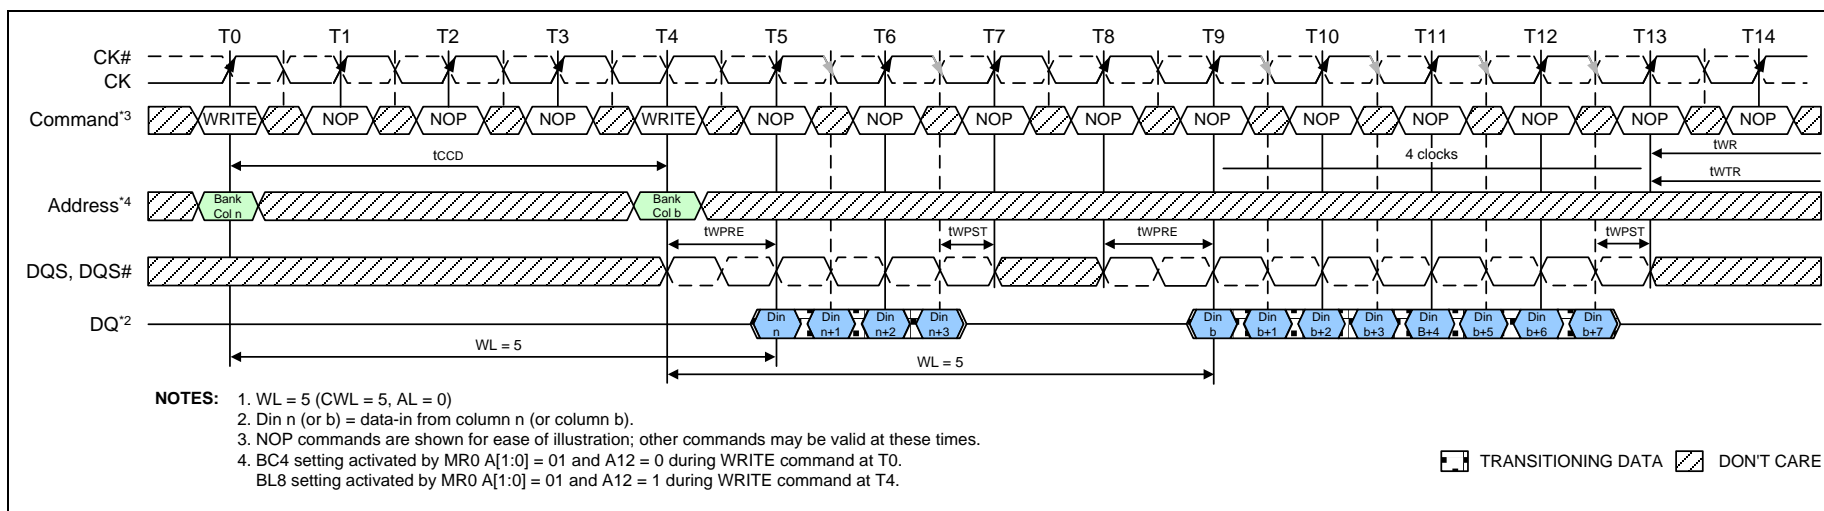 T0 T1 T2 T3 T4 T5 T6 T7 T8 T9 T10 T11 T12 T13 T14
CK#
CK
Command*3 WRITE NOP NOP NOP WRITE NOP NOP NOP NOP NOP NOP NOP NOP NOP NOP
tCCD 4 clocks tWR
tWTR
Address*4 Bank Col n Bank Col b
tWPRE tWPST tWPRE tWPST
DQS, DQS#
DQ*2 Din n Din n+1 Din n+2 Din n+3 Din b Din b+1 Din b+2 Din b+3 Din B+4 Din b+5 Din b+6 Din b+7
WL = 5
WL = 5
NOTES: 1. WL = 5 (CWL = 5, AL = 0)
2. Din n (or b) = data-in from column n (or column b).
3. NOP commands are shown for ease of illustration; other commands may be valid at these times.
4. BC4 setting activated by MR0 A[1:0] = 01 and A12 = 0 during WRITE command at T0.
BL8 setting activated by MR0 A[1:0] = 01 and A12 = 1 during WRITE command at T4.
TRANSITIONING DATA DON'T CARE